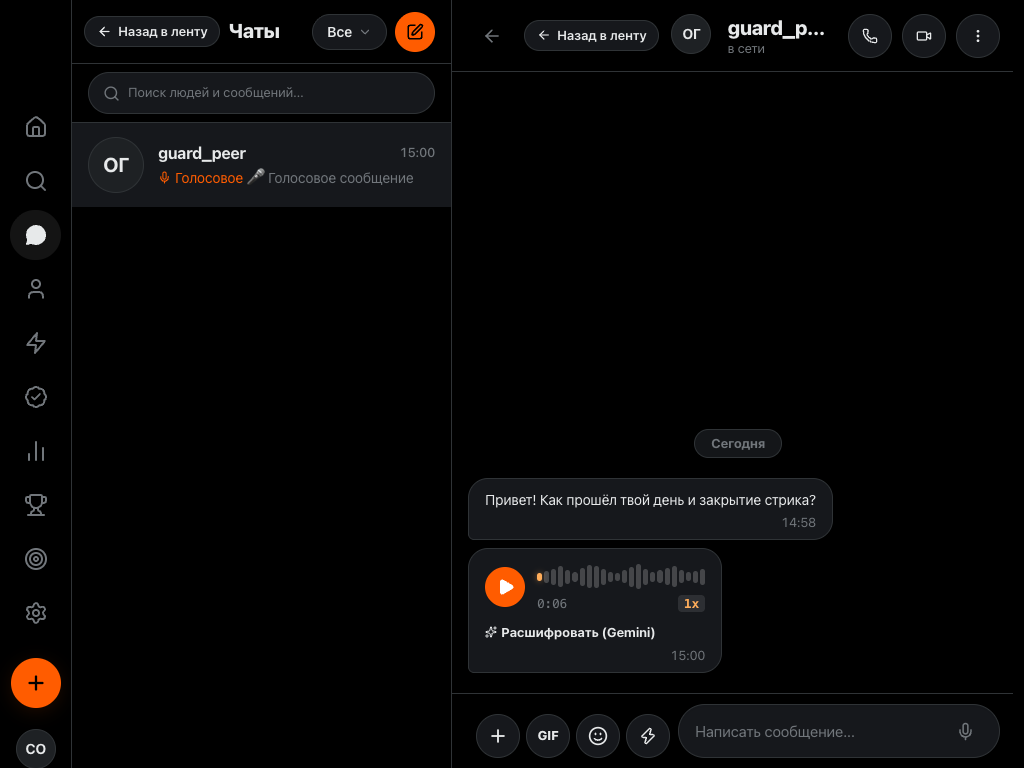 Назад в ленту
Чаты
Все
Поиск людей и сообщений...
ОГ
guard_peer
15:00
Голосовое 🎤 Голосовое сообщение
СО
Назад в ленту
ОГ
guard_p...
в сети
Сегодня
Привет! Как прошёл твой день и закрытие стрика?
14:58
0:06
1x
Расшифровать (Gemini)
15:00
GIF
Написать сообщение...